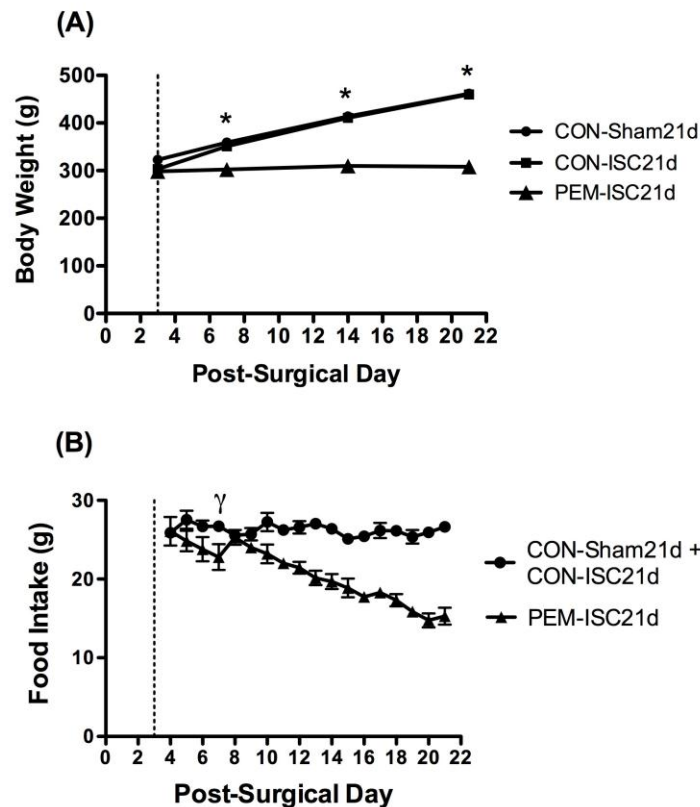 (A)
500
400
300
200
100
0
Body Weight (g)
* * *
0 2 4 6 8 10 12 14 16 18 20 22
Post-Surgical Day
CON-Sham21d
CON-ISC21d
PEM-ISC21d
(B)
30
20
10
0
Food Intake (g)
γ
0 2 4 6 8 10 12 14 16 18 20 22
Post-Surgical Day
CON-Sham21d +
CON-ISC21d
PEM-ISC21d